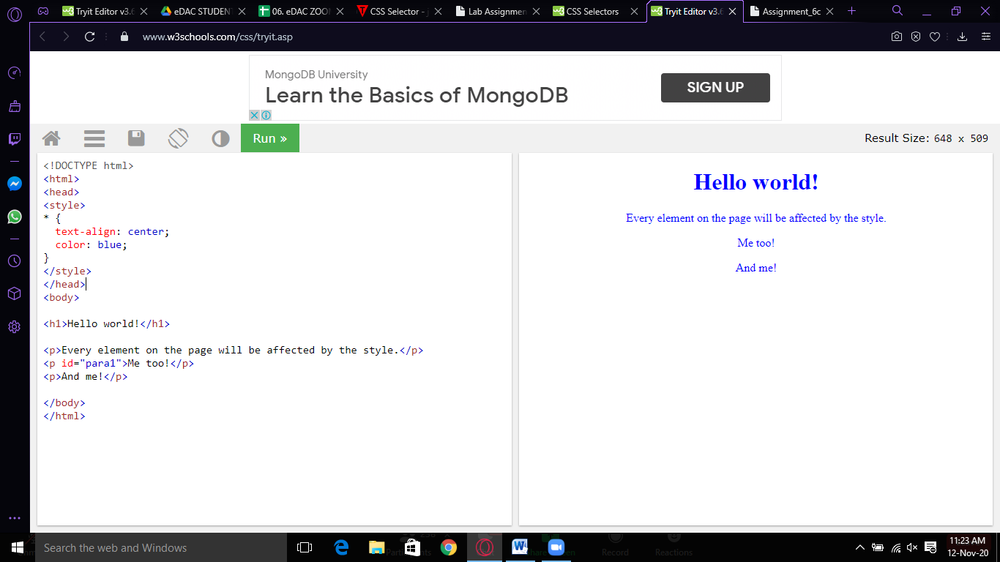 Tryit Editor v3.6
eDAC STUDENT
06. eDAC ZOO
CSS Selector - j
Lab Assignmen
CSS Selectors
Tryit Editor v3.6
Assignment_6c
www.w3schools.com/css/tryit.asp
MongoDB University
Learn the Basics of MongoDB
SIGN UP
Run »
Result Size: 648 x 509
<!DOCTYPE html>
<html>
<head>
<style>
* {
text-align: center;
color: blue;
}
</style>
</head>
<body>
<h1>Hello world!</h1>
<p>Every element on the page will be affected by the style.</p>
<p id="para1">Me too!</p>
<p>And me!</p>
</body>
</html>
Hello world!
Every element on the page will be affected by the style.
Me too!
And me!
Search the web and Windows
Participants
Record
Reactions
11:23 AM
12-Nov-20